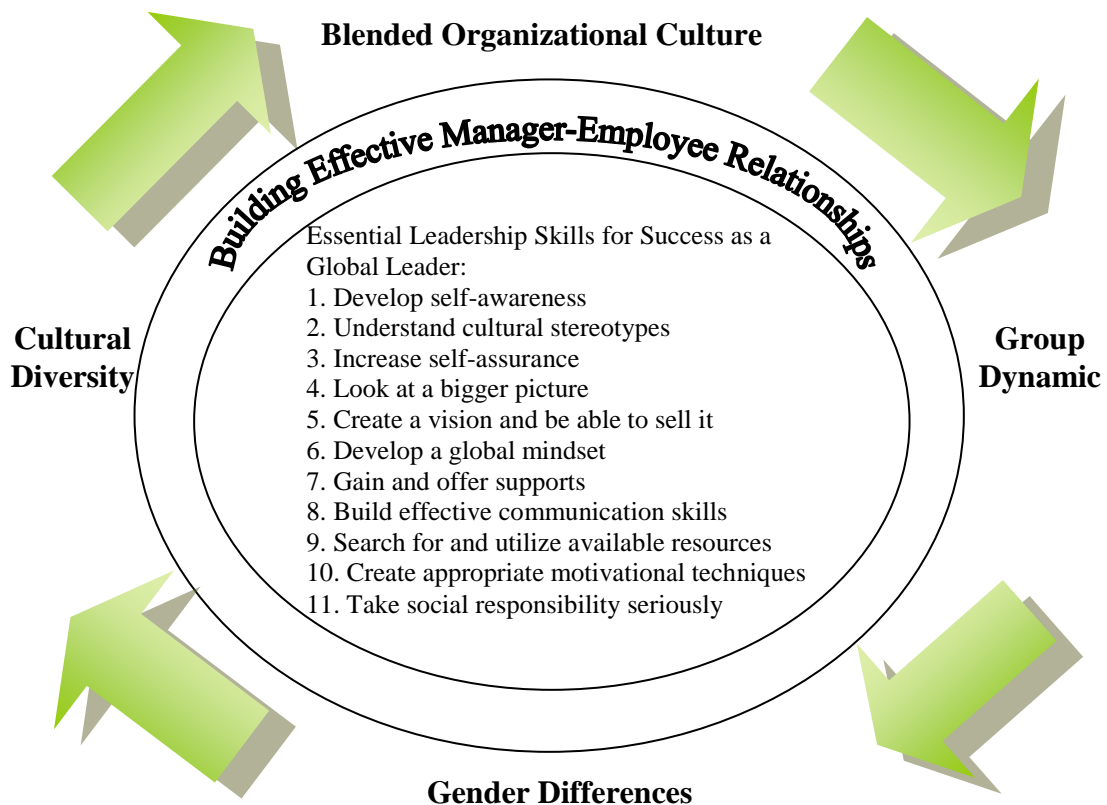 Blended Organizational Culture
Building Effective Manager-Employee Relationships
Essential Leadership Skills for Success as a
Global Leader:
1. Develop self-awareness
2. Understand cultural stereotypes
3. Increase self-assurance
4. Look at a bigger picture
5. Create a vision and be able to sell it
6. Develop a global mindset
7. Gain and offer supports
8. Build effective communication skills
9. Search for and utilize available resources
10. Create appropriate motivational techniques
11. Take social responsibility seriously
Cultural
Diversity
Group
Dynamic
Gender Differences